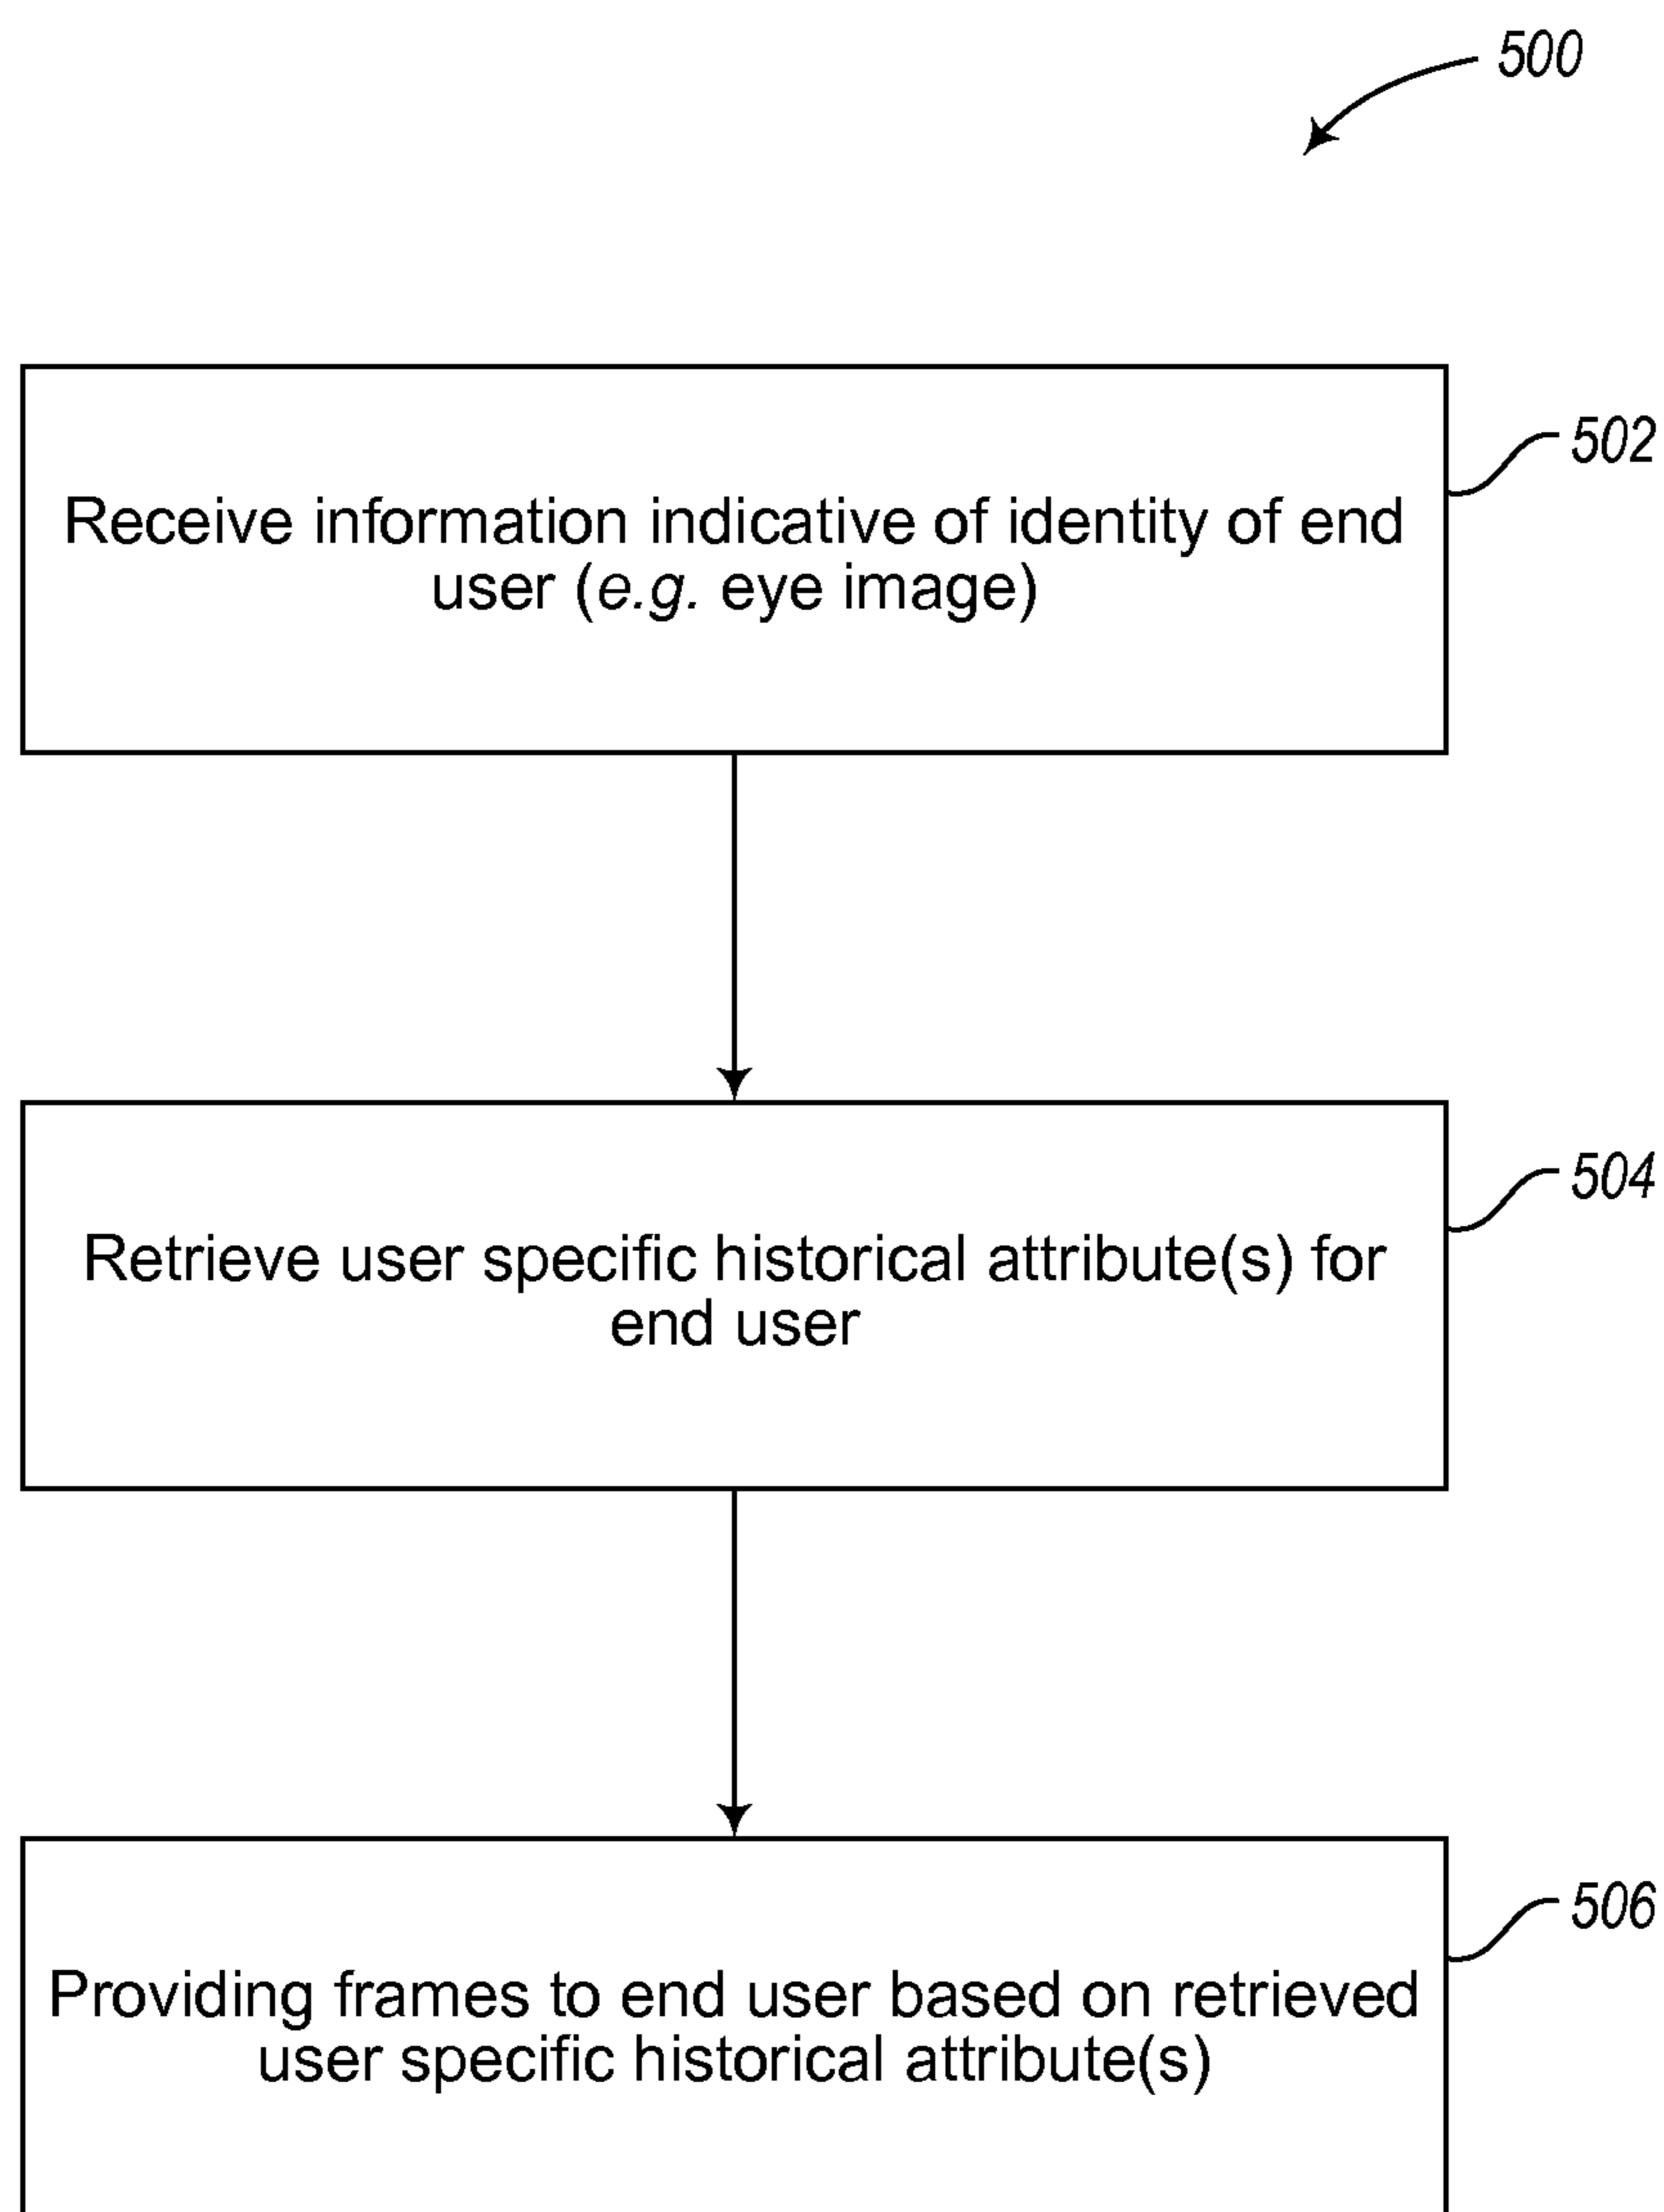 500
502
Receive information indicative of identity of end
user (e.g. eye image)
504
Retrieve user specific historical attribute(s) for
end user
506
Providing frames to end user based on retrieved
user specific historical attribute(s)